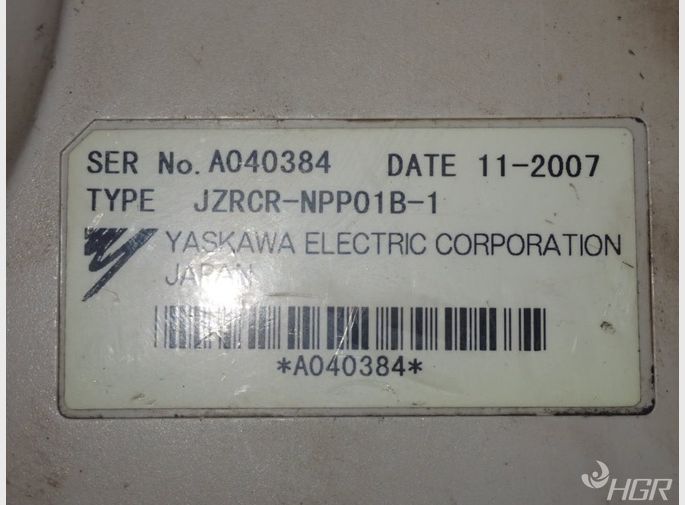 SER No. A040384 DATE 11-2007
TYPE JZRCR-NPP01B-1
YASKAWA ELECTRIC CORPORATION
JAPAN
*A040384*
HGR